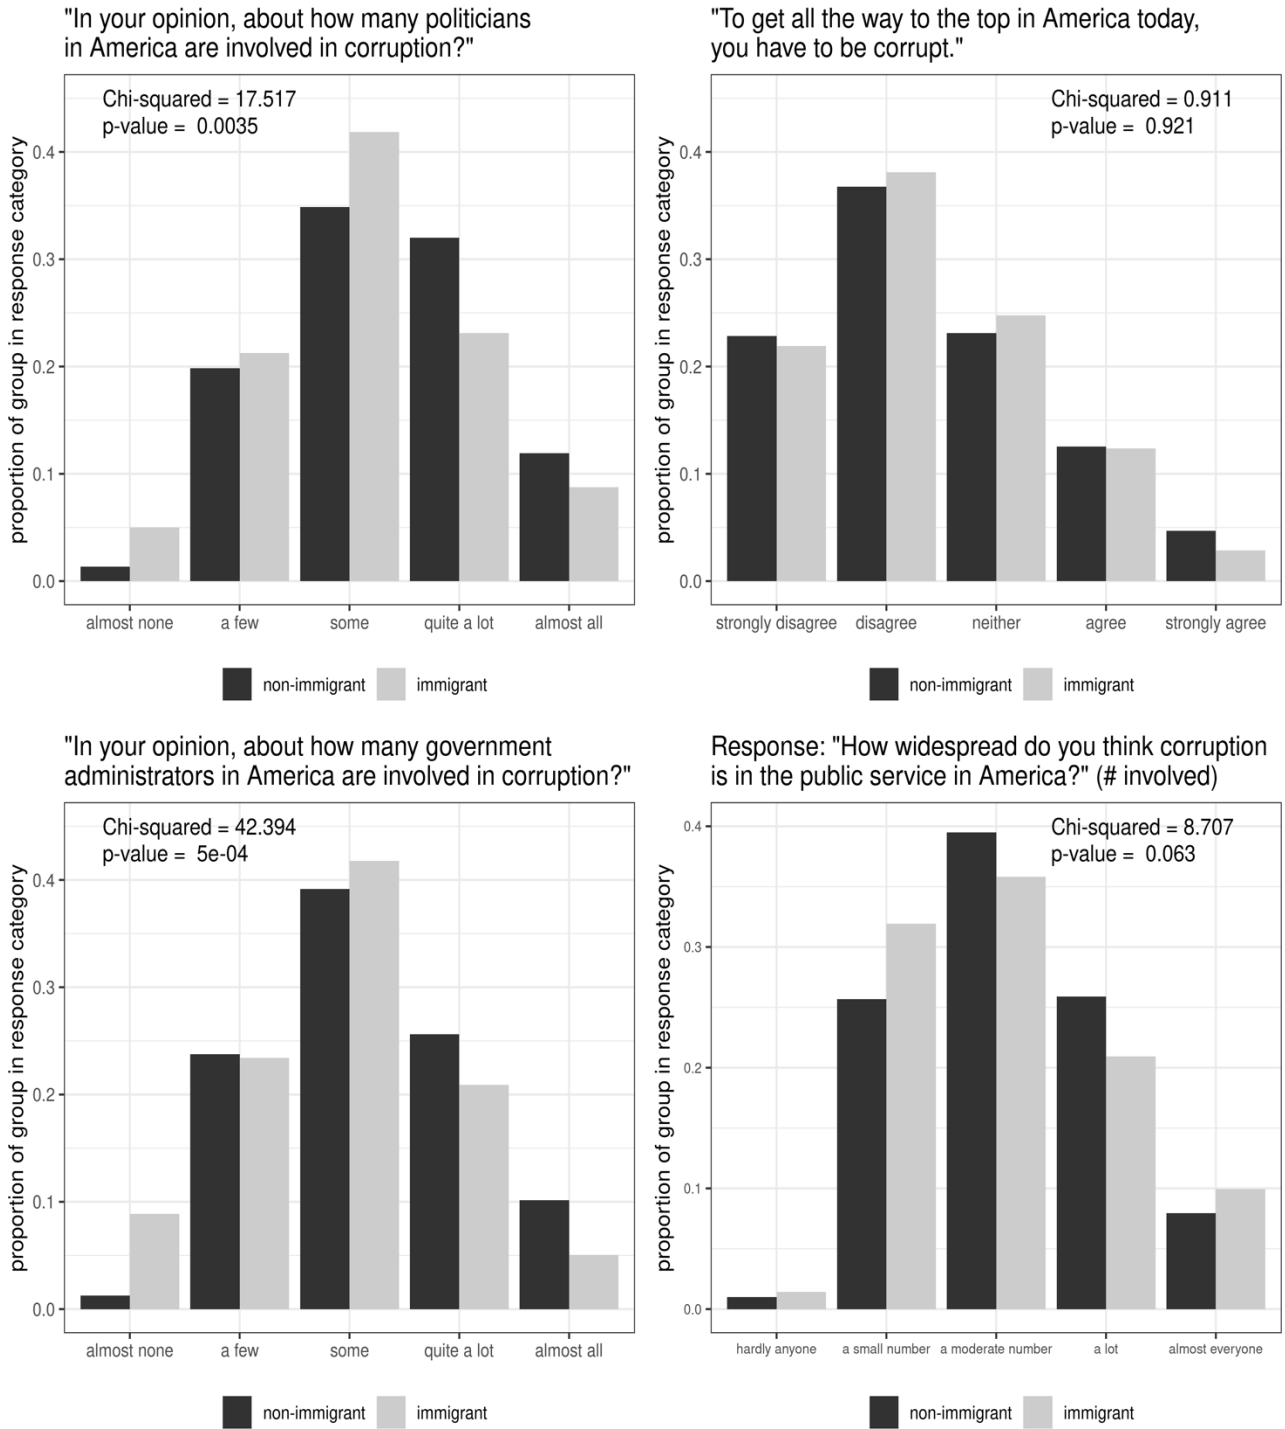 "In your opinion, about how many politicians
in America are involved in corruption?"
Chi-squared = 17.517
p-value = 0.0035
proportion of group in response category
0.4
0.3
0.2
0.1
0.0
almost none a few some quite a lot almost all
non-immigrant immigrant
"To get all the way to the top in America today,
you have to be corrupt."
Chi-squared = 0.911
p-value = 0.921
proportion of group in response category
0.4
0.3
0.2
0.1
0.0
strongly disagree disagree neither agree strongly agree
non-immigrant immigrant
"In your opinion, about how many government
administrators in America are involved in corruption?"
Chi-squared = 42.394
p-value = 5e-04
proportion of group in response category
0.4
0.3
0.2
0.1
0.0
almost none a few some quite a lot almost all
non-immigrant immigrant
Response: "How widespread do you think corruption
is in the public service in America?" (# involved)
Chi-squared = 8.707
p-value = 0.063
proportion of group in response category
0.4
0.3
0.2
0.1
0.0
hardly anyone a small number a moderate number a lot almost everyone
non-immigrant immigrant